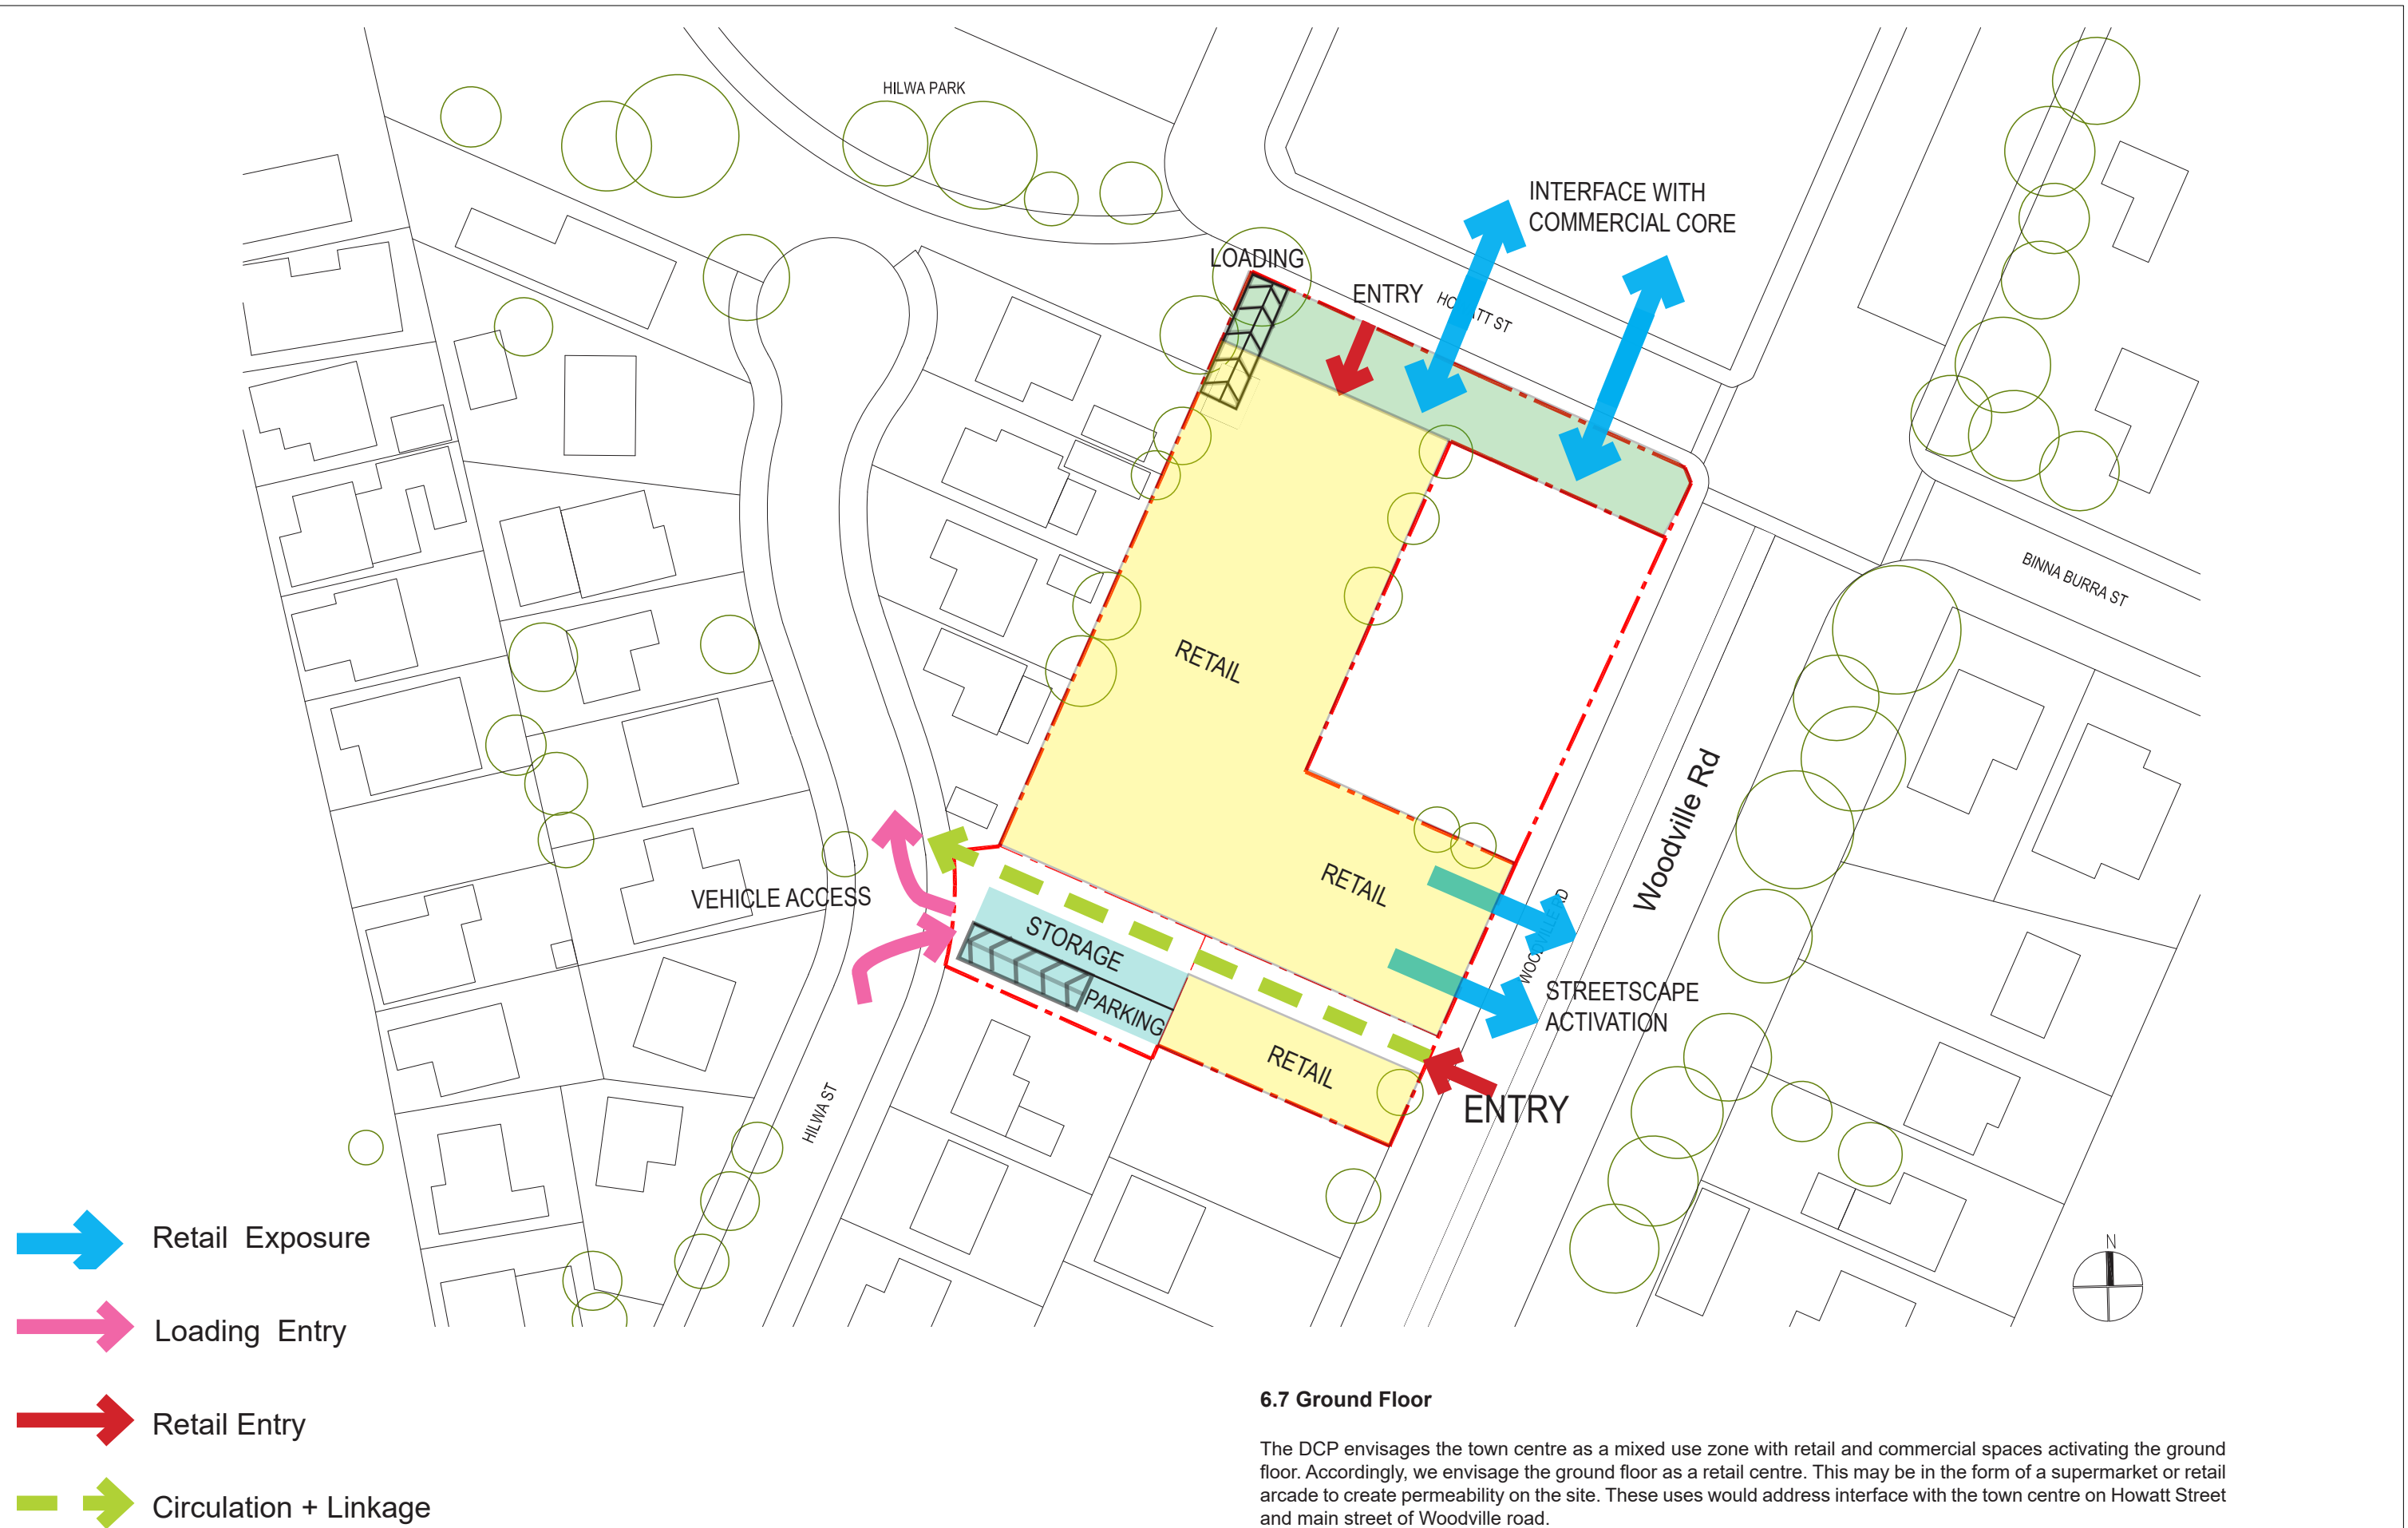 HILWA PARK
INTERFACE WITH
COMMERCIAL CORE
LOADING
ENTRY
ST
BINNA BURRA ST
RETAIL
Woodville Rd
RETAIL
VEHICLE ACCESS
STORAGE
WOODVILLE RD
PARKING
STREETSCAPE
ACTIVATION
RETAIL
ENTRY
HILWA ST
N
Retail Exposure
Loading Entry
Retail Entry
Circulation + Linkage
6.7 Ground Floor
The DCP envisages the town centre as a mixed use zone with retail and commercial spaces activating the ground
floor. Accordingly, we envisage the ground floor as a retail centre. This may be in the form of a supermarket or retail
arcade to create permeability on the site. These uses would address interface with the town centre on Howatt Street
and main street of Woodville road.